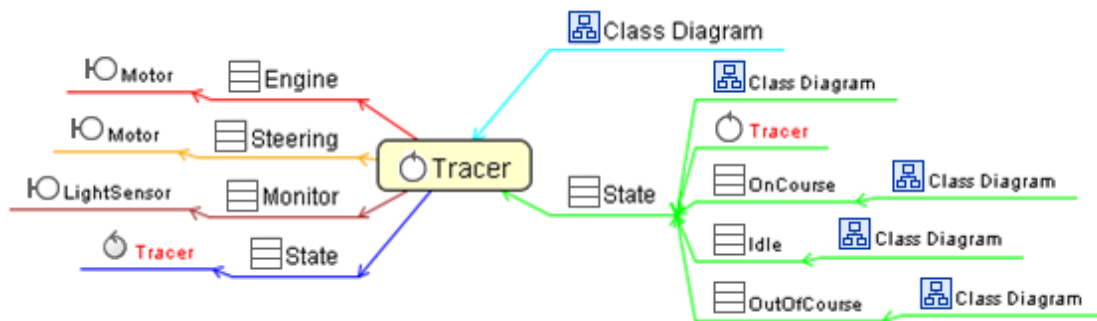 Class Diagram
Motor
Engine
Motor
Steering
LightSensor
Monitor
Tracer
State
Tracer
State
Class Diagram
Tracer
OnCourse
Class Diagram
Idle
Class Diagram
OutOfCourse
Class Diagram